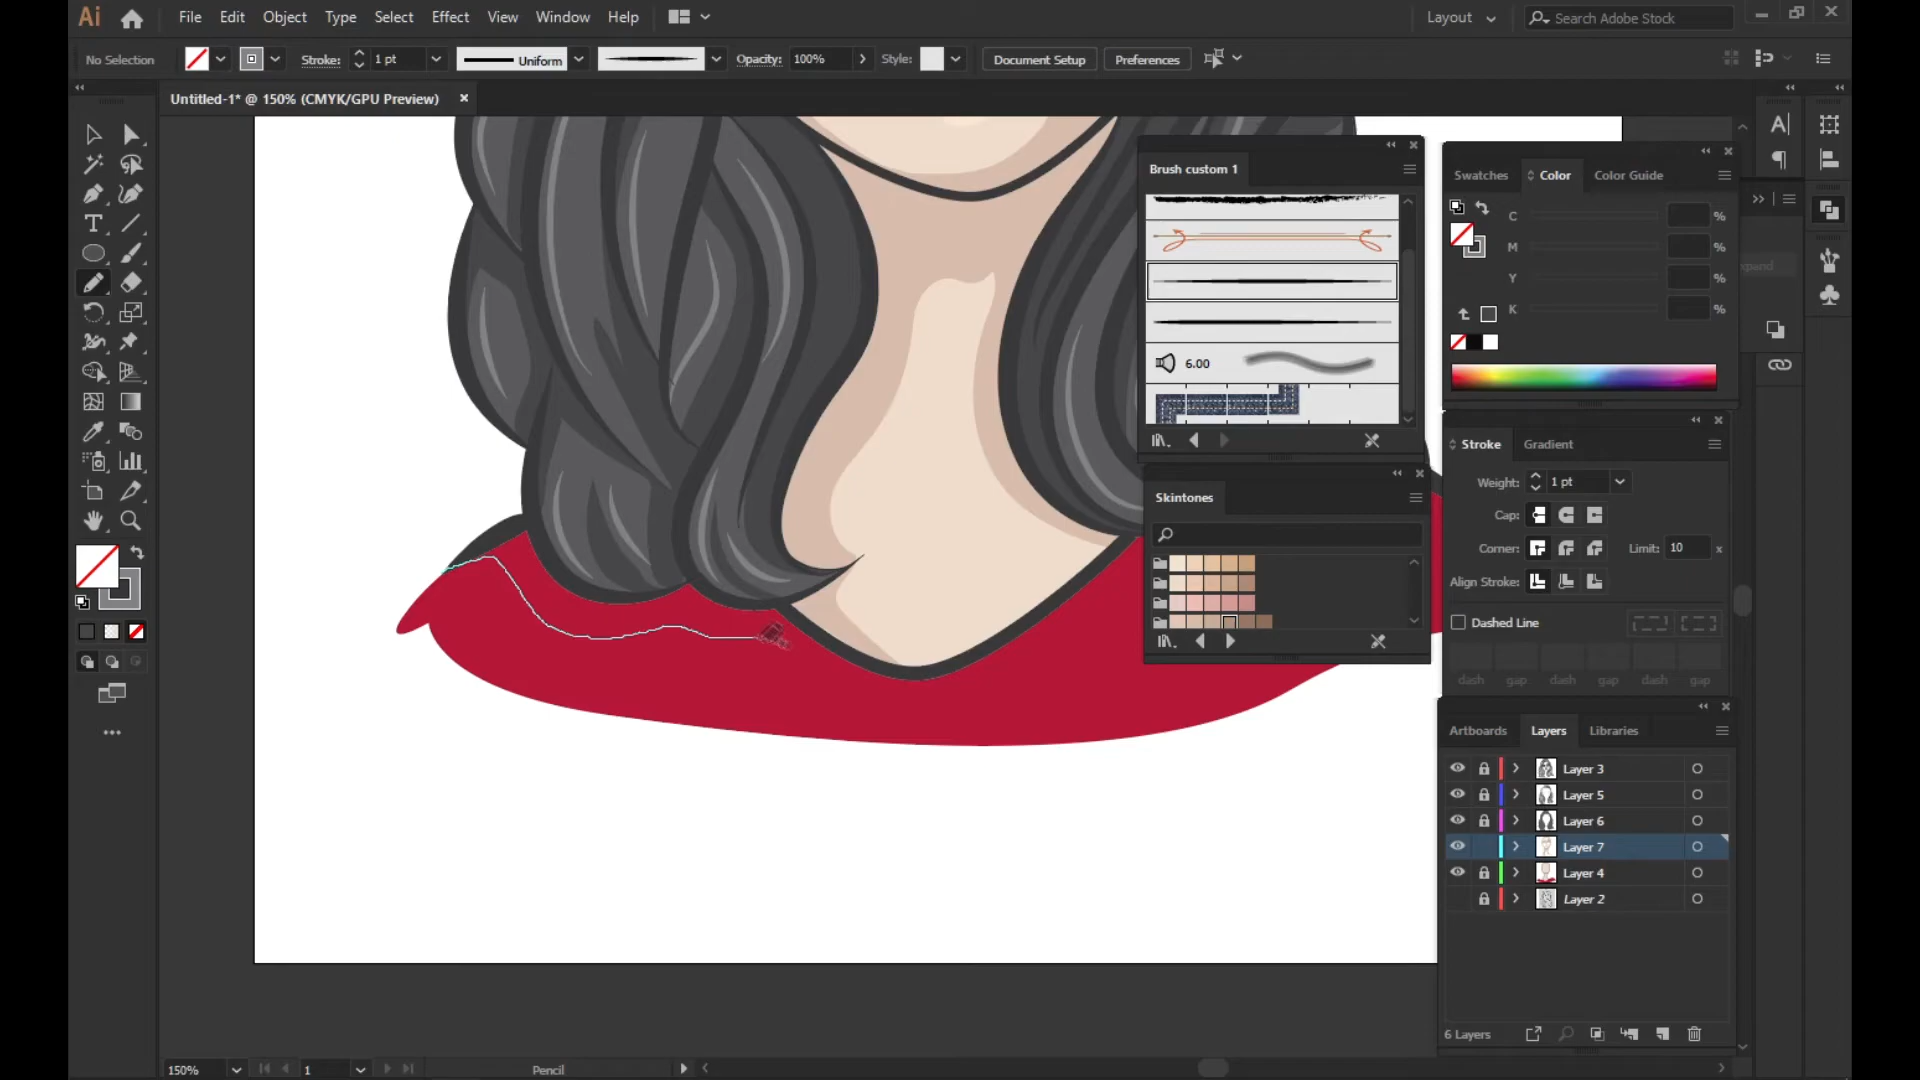 Ai File Edit Object Type Select Effect View Window Help Layout Search Adobe Stock
No Selection Stroke: 1 pt Uniform Opacity: 100% Style: Document Setup Preferences
Untitled-1* @ 150% (CMYK/GPU Preview)
Brush custom 1
6.00
Skintones
Swatches Color Color Guide
C %
M %
Y %
K %
Stroke Gradient
Weight: 1 pt
Cap:
Corner: Limit: 10 x
Align Stroke:
Dashed Line
dash gap dash gap dash gap
Artboards Layers Libraries
Layer 3
Layer 5
Layer 6
Layer 7
Layer 4
Layer 2
6 Layers
150% 1 Pencil